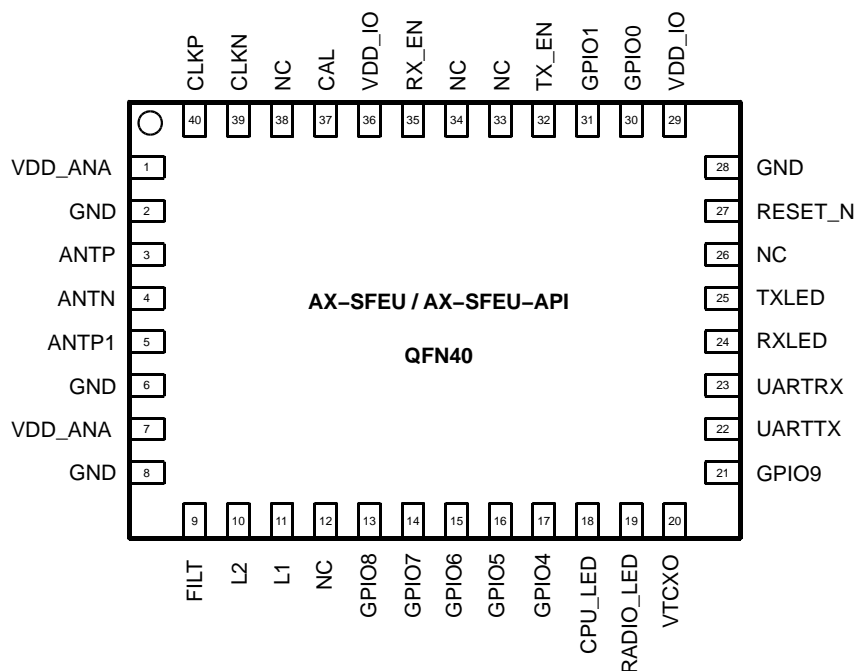 CLKP
CLKN
NC
CAL
VDD_IO
RX_EN
NC
NC
TX_EN
GPIO1
GPIO0
VDD_IO
40
39
38
37
36
35
34
33
32
31
30
29
VDD_ANA 1
GND 2
ANTP 3
ANTN 4
ANTP1 5
GND 6
VDD_ANA 7
GND 8
AX–SFEU / AX–SFEU–API
QFN40
28 GND
27 RESET_N
26 NC
25 TXLED
24 RXLED
23 UARTRX
22 UARTTX
21 GPIO9
9
10
11
12
13
14
15
16
17
18
19
20
FILT
L2
L1
NC
GPIO8
GPIO7
GPIO6
GPIO5
GPIO4
CPU_LED
RADIO_LED
VTCXO